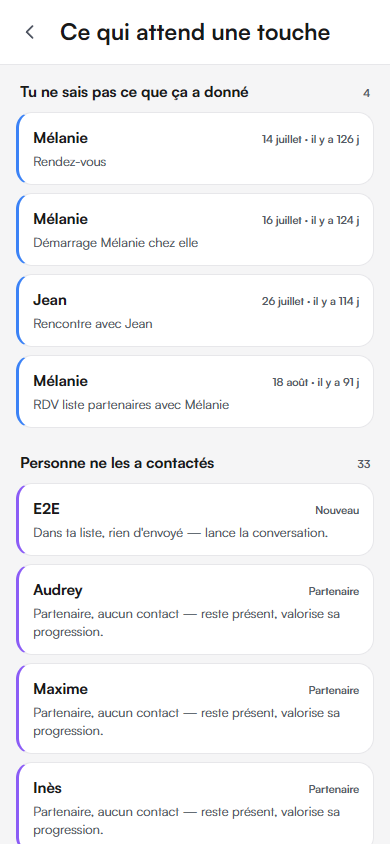 Ce qui attend une touche
Tu ne sais pas ce que ça a donné 4
Mélanie 14 juillet · il y a 126 j
Rendez-vous
Mélanie 16 juillet · il y a 124 j
Démarrage Mélanie chez elle
Jean 26 juillet · il y a 114 j
Rencontre avec Jean
Mélanie 18 août · il y a 91 j
RDV liste partenaires avec Mélanie
Personne ne les a contactés 33
E2E Nouveau
Dans ta liste, rien d'envoyé — lance la conversation.
Audrey Partenaire
Partenaire, aucun contact — reste présent, valorise sa
progression.
Maxime Partenaire
Partenaire, aucun contact — reste présent, valorise sa
progression.
Inès Partenaire
Partenaire, aucun contact — reste présent, valorise sa
progression.